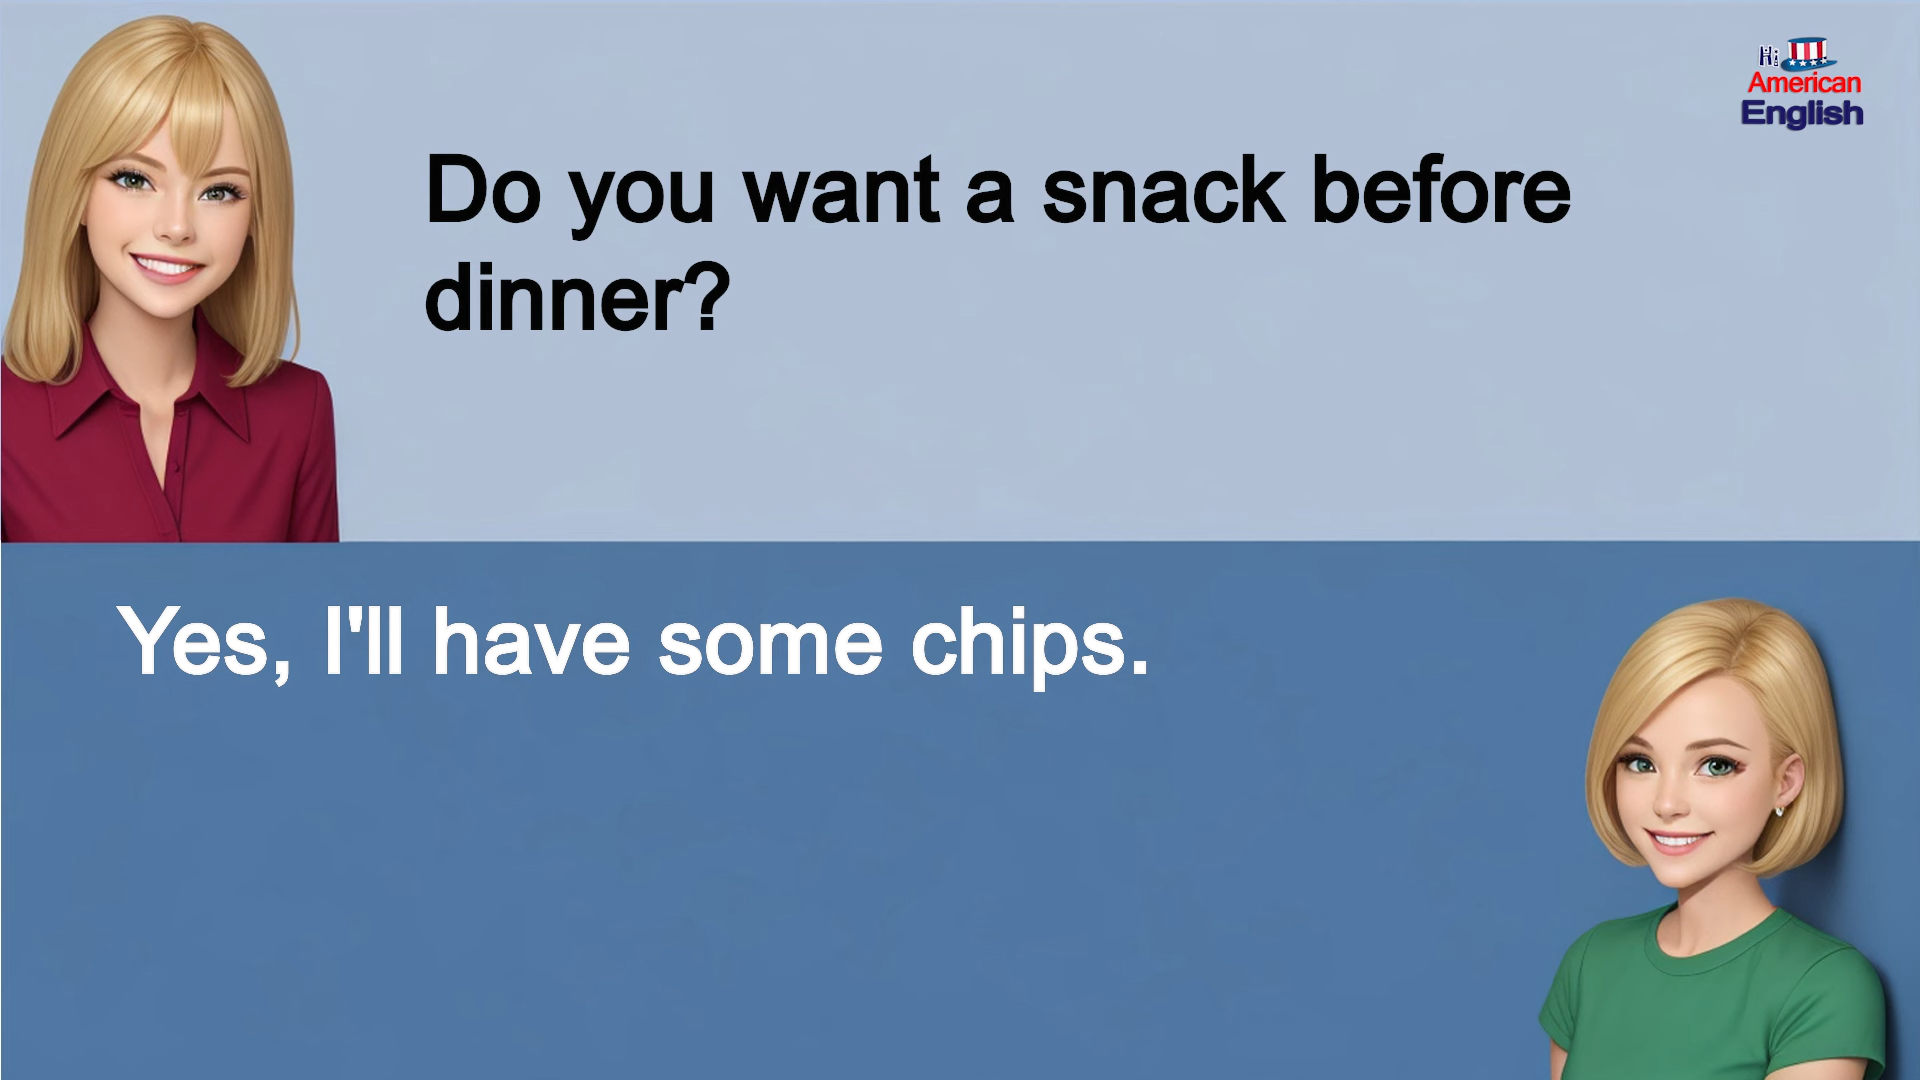 Hi
American
English
Do you want a snack before
dinner?
Yes, I'll have some chips.